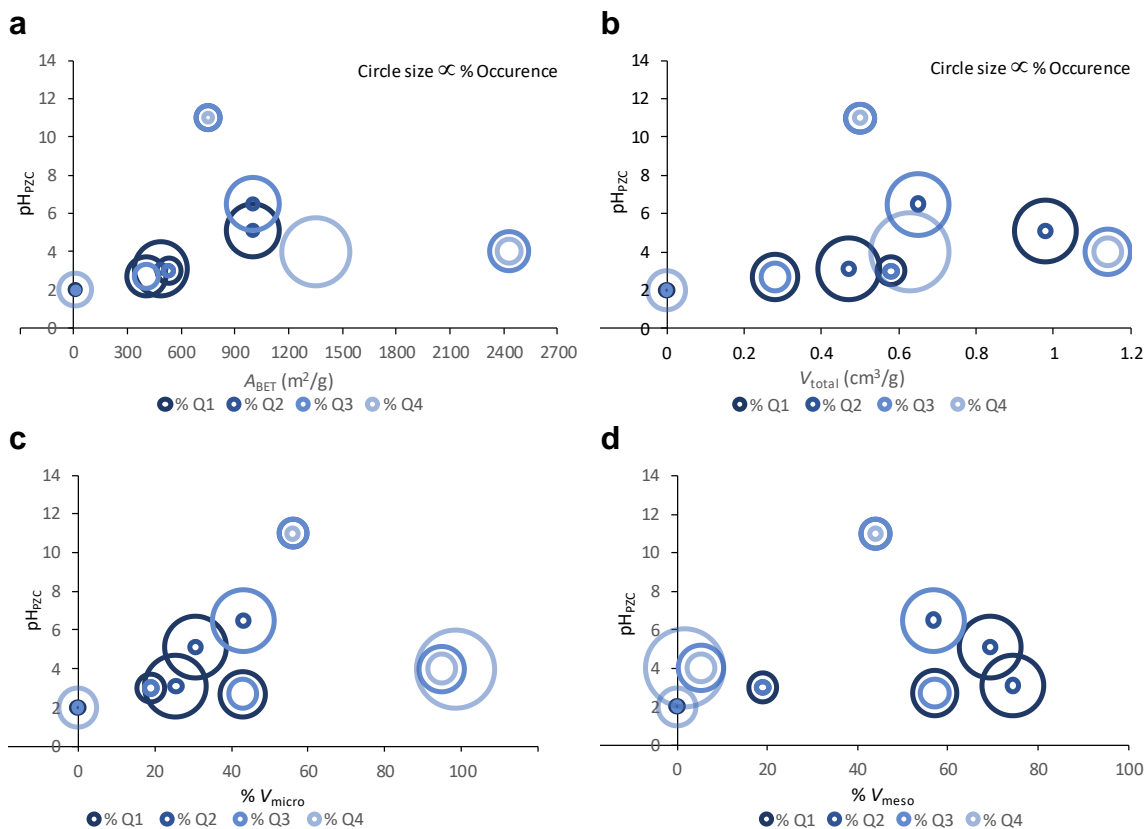 a
Circle size ∝ % Occurence
pHPZC
14
12
10
8
6
4
2
0
0 300 600 900 1200 1500 1800 2100 2400 2700
ABET (m2/g)
% Q1 % Q2 % Q3 % Q4
b
Circle size ∝ % Occurence
pHPZC
14
12
10
8
6
4
2
0
0 0.2 0.4 0.6 0.8 1 1.2
Vtotal (cm3/g)
% Q1 % Q2 % Q3 % Q4
c
pHPZC
14
12
10
8
6
4
2
0
0 20 40 60 80 100
% Vmicro
% Q1 % Q2 % Q3 % Q4
d
pHPZC
14
12
10
8
6
4
2
0
0 20 40 60 80 100
% Vmeso
% Q1 % Q2 % Q3 % Q4